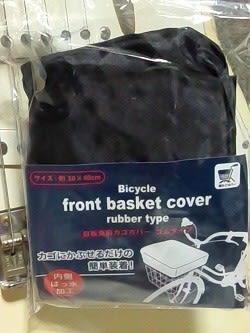 サイズ:約 38×40cm
Bicycle
front basket cover
rubber type
自転車前カゴカバー ゴムタイプ
カゴにかぶせるだけの
簡単装着!
内側
はっ水
加工